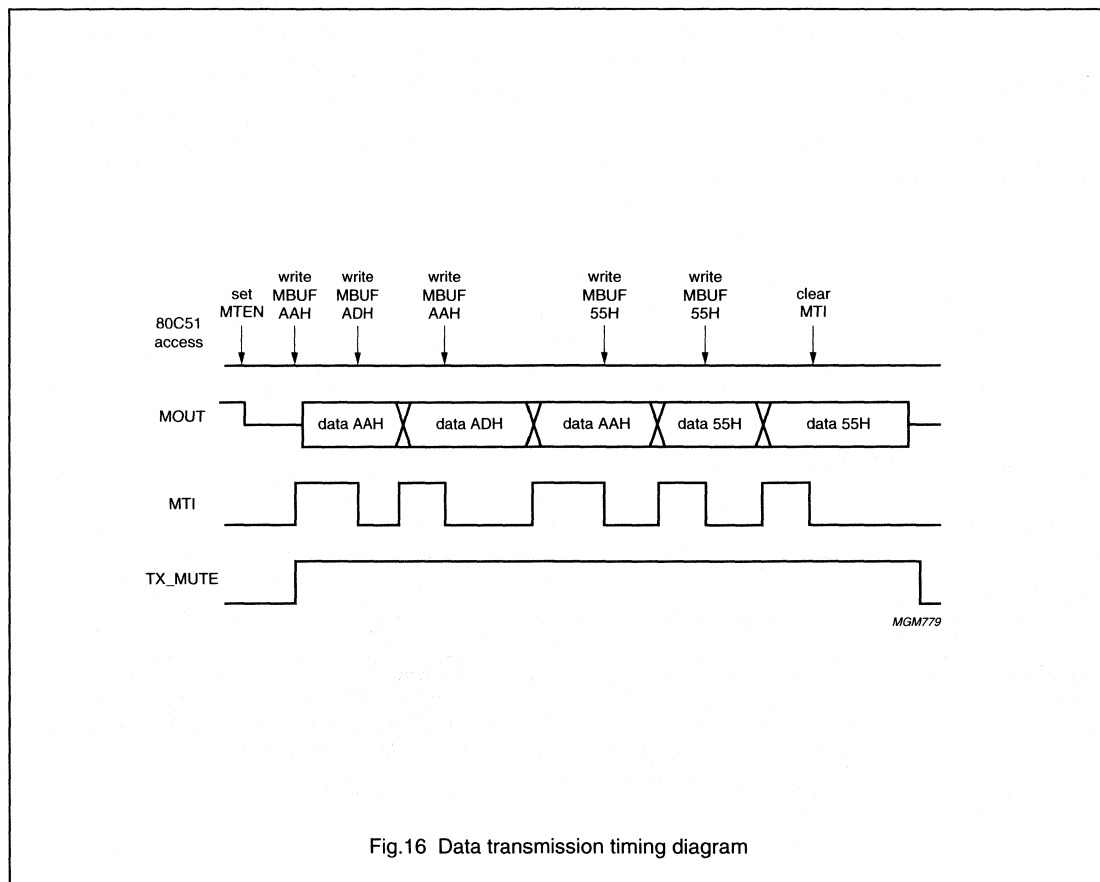 80C51
access
set
MTEN
write
MBUF
AAH
write
MBUF
ADH
write
MBUF
AAH
write
MBUF
55H
write
MBUF
55H
clear
MTI
MOUT
data AAH
data ADH
data AAH
data 55H
data 55H
MTI
TX_MUTE
MGM779
Fig.16 Data transmission timing diagram